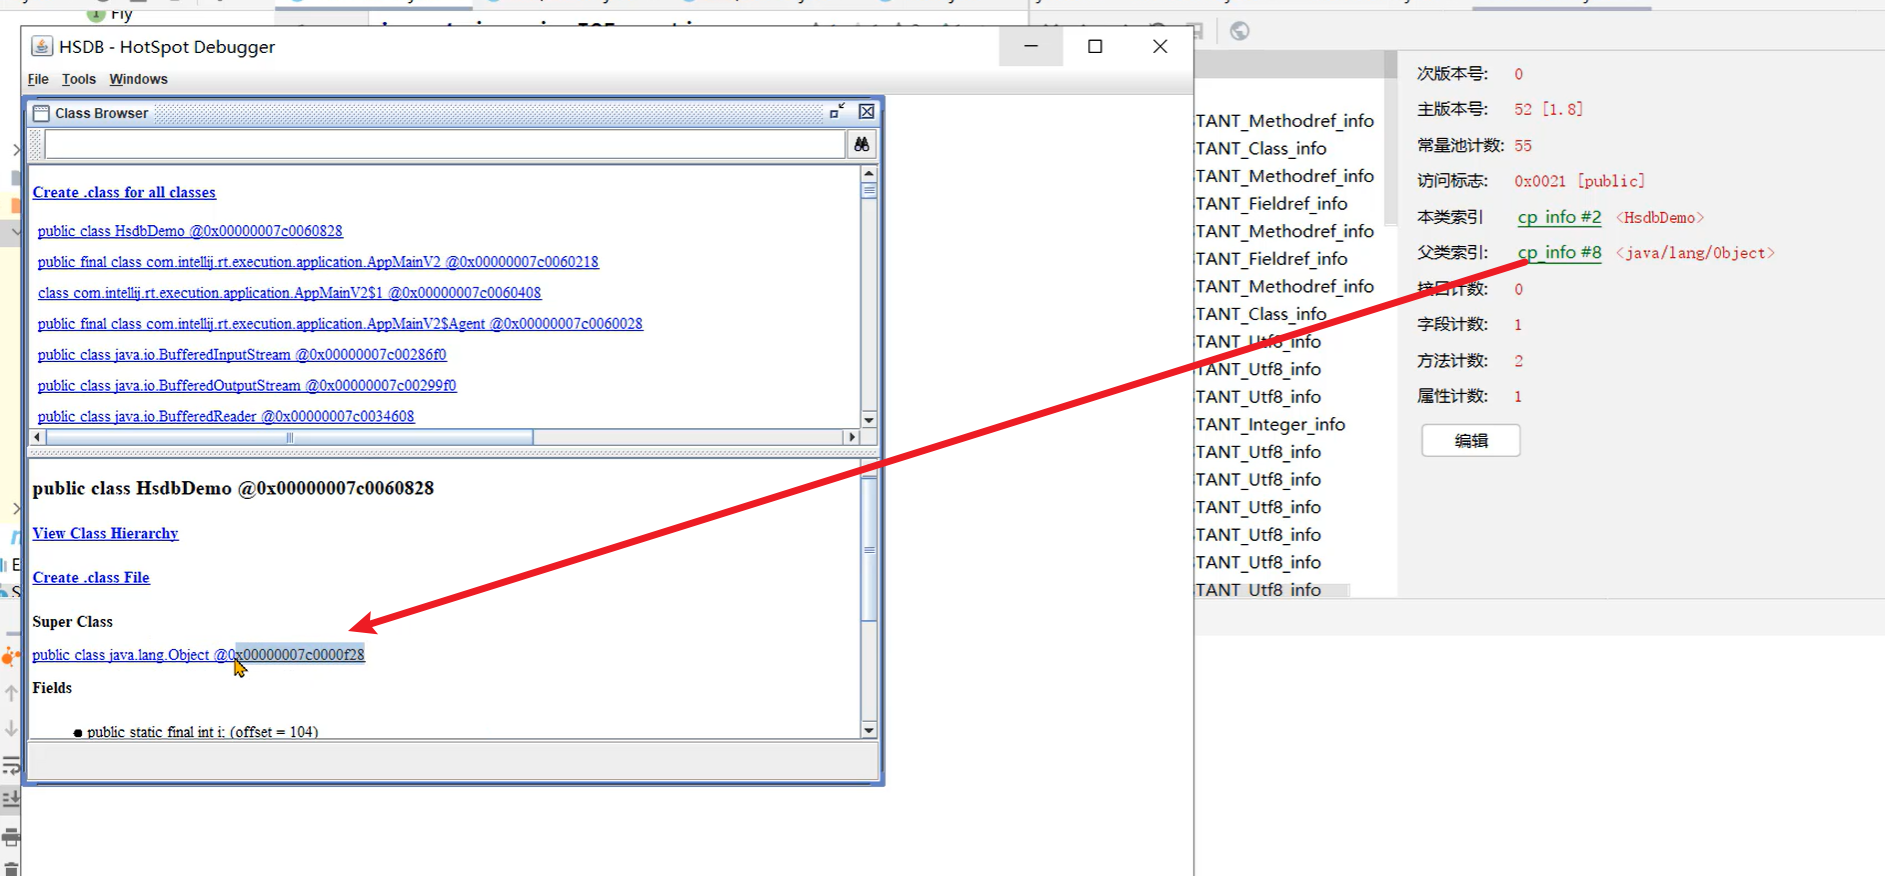 Fly
HSDB - HotSpot Debugger
File Tools Windows
Class Browser
Create .class for all classes
public class HsdbDemo @0x00000007c0060828
public final class com.intellij.rt.execution.application.AppMainV2 @0x00000007c0060218
class com.intellij.rt.execution.application.AppMainV2$1 @0x00000007c0060408
public final class com.intellij.rt.execution.application.AppMainV2$Agent @0x00000007c0060028
public class java.io.BufferedInputStream @0x00000007c00286f0
public class java.io.BufferedOutputStream @0x00000007c00299f0
public class java.io.BufferedReader @0x00000007c0034608
public class HsdbDemo @0x00000007c0060828
View Class Hierarchy
Create .class File
Super Class
public class java.lang.Object @0x00000007c0000f28
Fields
public static final int i; (offset = 104)
TANT_Methodref_info
TANT_Class_info
TANT_Methodref_info
TANT_Fieldref_info
TANT_Methodref_info
TANT_Fieldref_info
TANT_Methodref_info
TANT_Class_info
TANT_Utf8_info
TANT_Utf8_info
TANT_Utf8_info
TANT_Integer_info
TANT_Utf8_info
TANT_Utf8_info
TANT_Utf8_info
TANT_Utf8_info
TANT_Utf8_info
TANT_Utf8_info
次版本号: 0
主版本号: 52 [1.8]
常量池计数: 55
访问标志: 0x0021 [public]
本类索引 cp_info #2 <HsdbDemo>
父类索引: cp_info #8 <java/lang/Object>
接口计数: 0
字段计数: 1
方法计数: 2
属性计数: 1
编辑